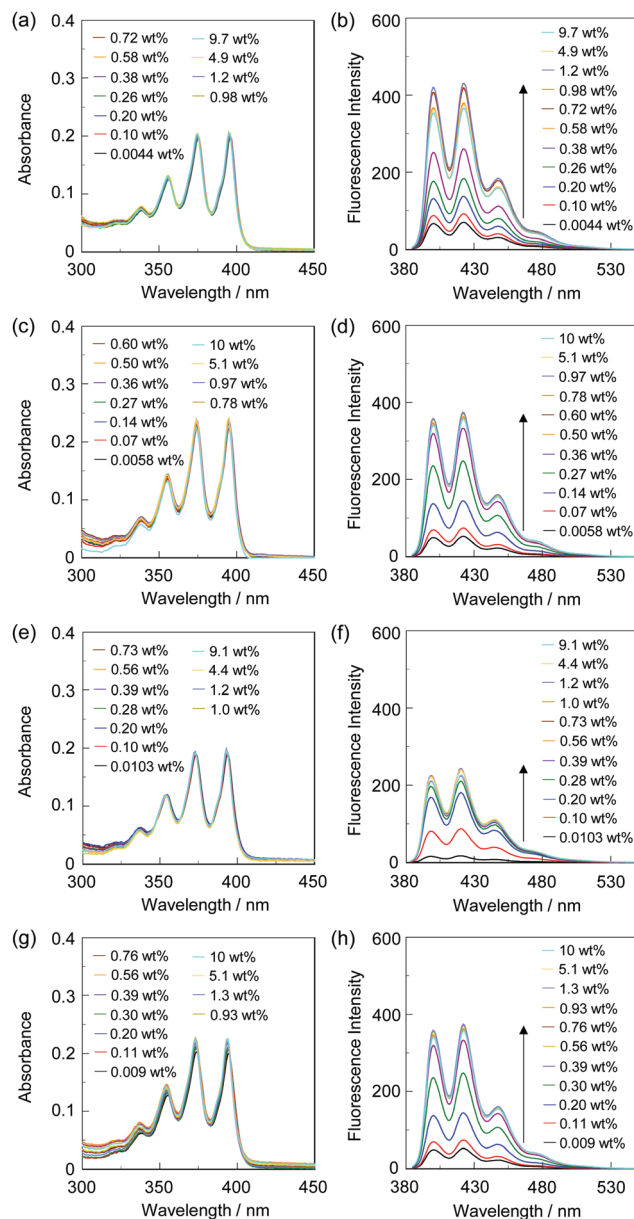 (a)
0.4
0.3
0.2
0.1
0
Absorbance
0.72 wt%
0.58 wt%
0.38 wt%
0.26 wt%
0.20 wt%
0.10 wt%
0.0044 wt%
9.7 wt%
4.9 wt%
1.2 wt%
0.98 wt%
300 350 400 450
Wavelength / nm
(b)
600
400
200
0
Fluorescence Intensity
9.7 wt%
4.9 wt%
1.2 wt%
0.98 wt%
0.72 wt%
0.58 wt%
0.38 wt%
0.26 wt%
0.20 wt%
0.10 wt%
0.0044 wt%
380 430 480 530
Wavelength / nm
(c)
0.4
0.3
0.2
0.1
0
Absorbance
0.60 wt%
0.50 wt%
0.36 wt%
0.27 wt%
0.14 wt%
0.07 wt%
0.0058 wt%
10 wt%
5.1 wt%
0.97 wt%
0.78 wt%
300 350 400 450
Wavelength / nm
(d)
600
400
200
0
Fluorescence Intensity
10 wt%
5.1 wt%
0.97 wt%
0.78 wt%
0.60 wt%
0.50 wt%
0.36 wt%
0.27 wt%
0.14 wt%
0.07 wt%
0.0058 wt%
380 430 480 530
Wavelength / nm
(e)
0.4
0.3
0.2
0.1
0
Absorbance
0.73 wt%
0.56 wt%
0.39 wt%
0.28 wt%
0.20 wt%
0.10 wt%
0.0103 wt%
9.1 wt%
4.4 wt%
1.2 wt%
1.0 wt%
300 350 400 450
Wavelength / nm
(f)
600
400
200
0
Fluorescence Intensity
9.1 wt%
4.4 wt%
1.2 wt%
1.0 wt%
0.73 wt%
0.56 wt%
0.39 wt%
0.28 wt%
0.20 wt%
0.10 wt%
0.0103 wt%
380 430 480 530
Wavelength / nm
(g)
0.4
0.3
0.2
0.1
0
Absorbance
0.76 wt%
0.56 wt%
0.39 wt%
0.30 wt%
0.20 wt%
0.11 wt%
0.009 wt%
10 wt%
5.1 wt%
1.3 wt%
0.93 wt%
300 350 400 450
Wavelength / nm
(h)
600
400
200
0
Fluorescence Intensity
10 wt%
5.1 wt%
1.3 wt%
0.93 wt%
0.76 wt%
0.56 wt%
0.39 wt%
0.30 wt%
0.20 wt%
0.11 wt%
0.009 wt%
380 430 480 530
Wavelength / nm